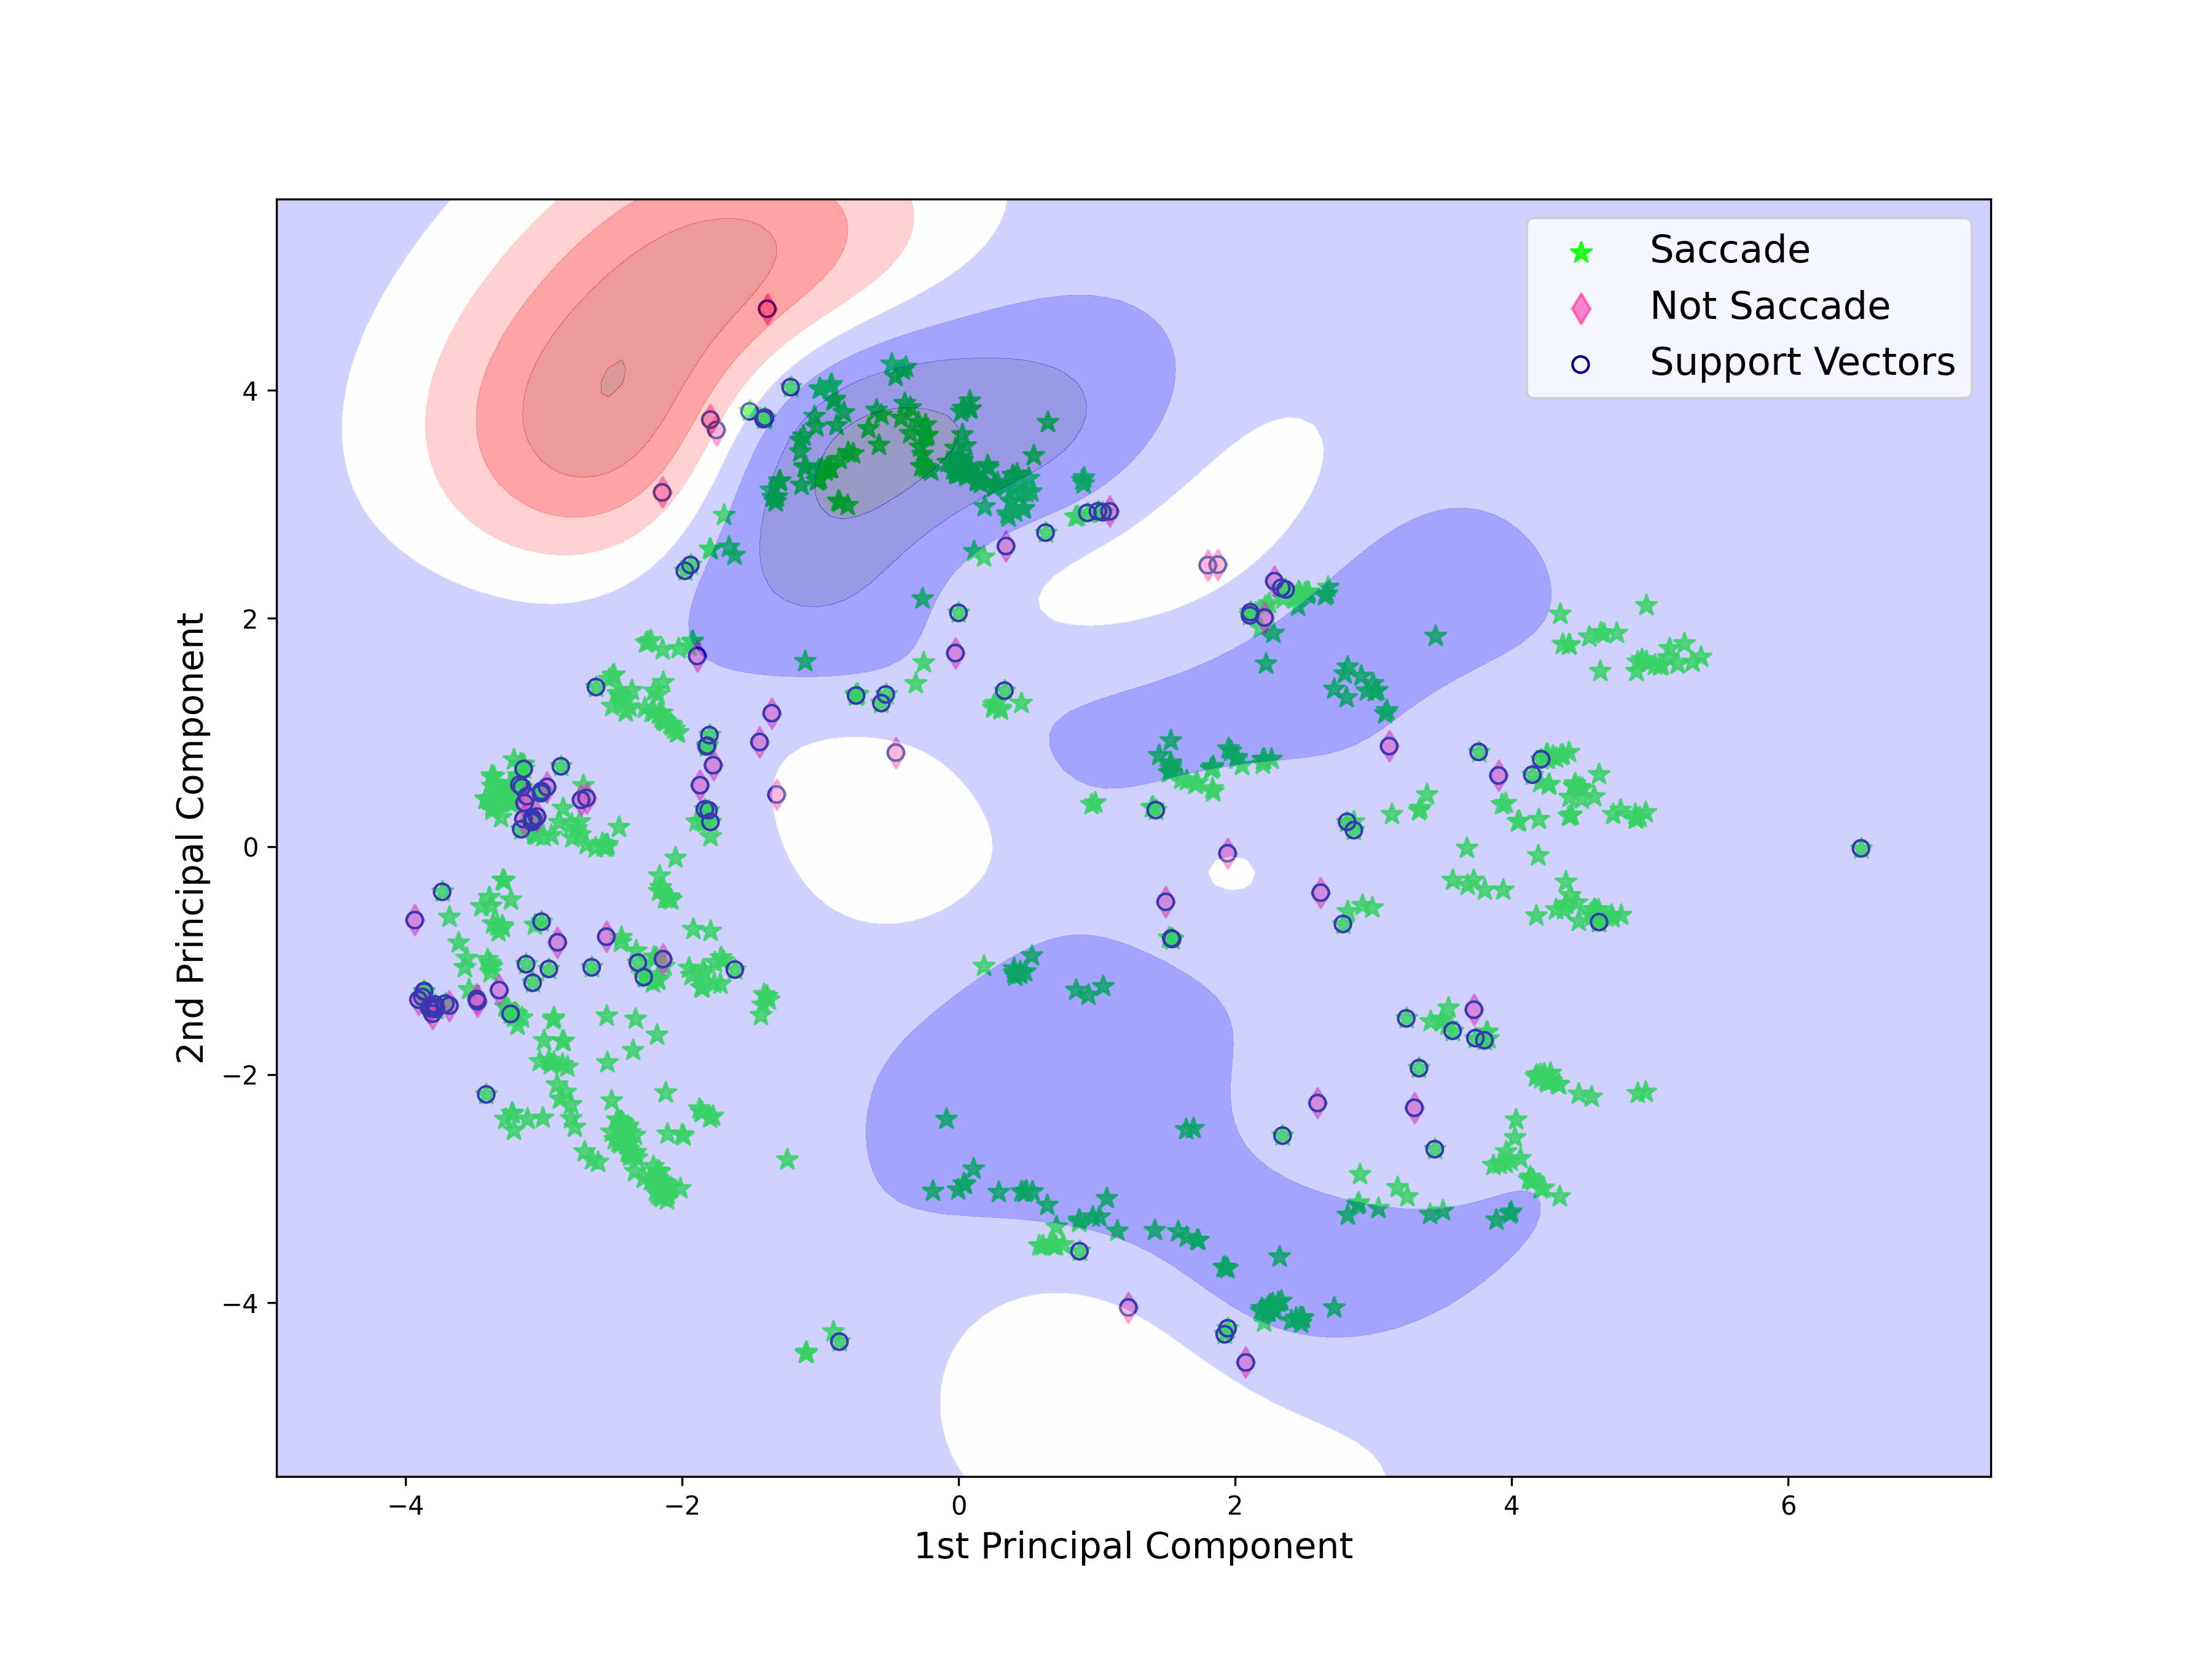 Saccade
Not Saccade
Support Vectors
4
2
0
−2
−4
2nd Principal Component
−4
−2
0
2
4
6
1st Principal Component